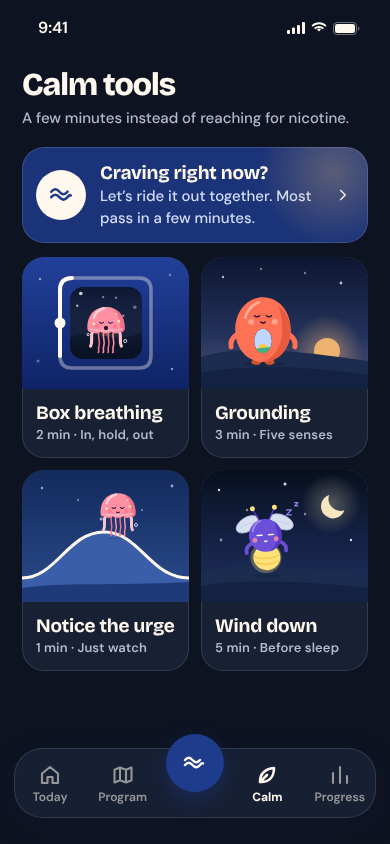 9:41
Calm tools
A few minutes instead of reaching for nicotine.
Craving right now?
Let's ride it out together. Most
pass in a few minutes.
Box breathing
2 min · In, hold, out
Grounding
3 min · Five senses
Notice the urge
1 min · Just watch
z z
Wind down
5 min · Before sleep
Today
Program
Calm
Progress